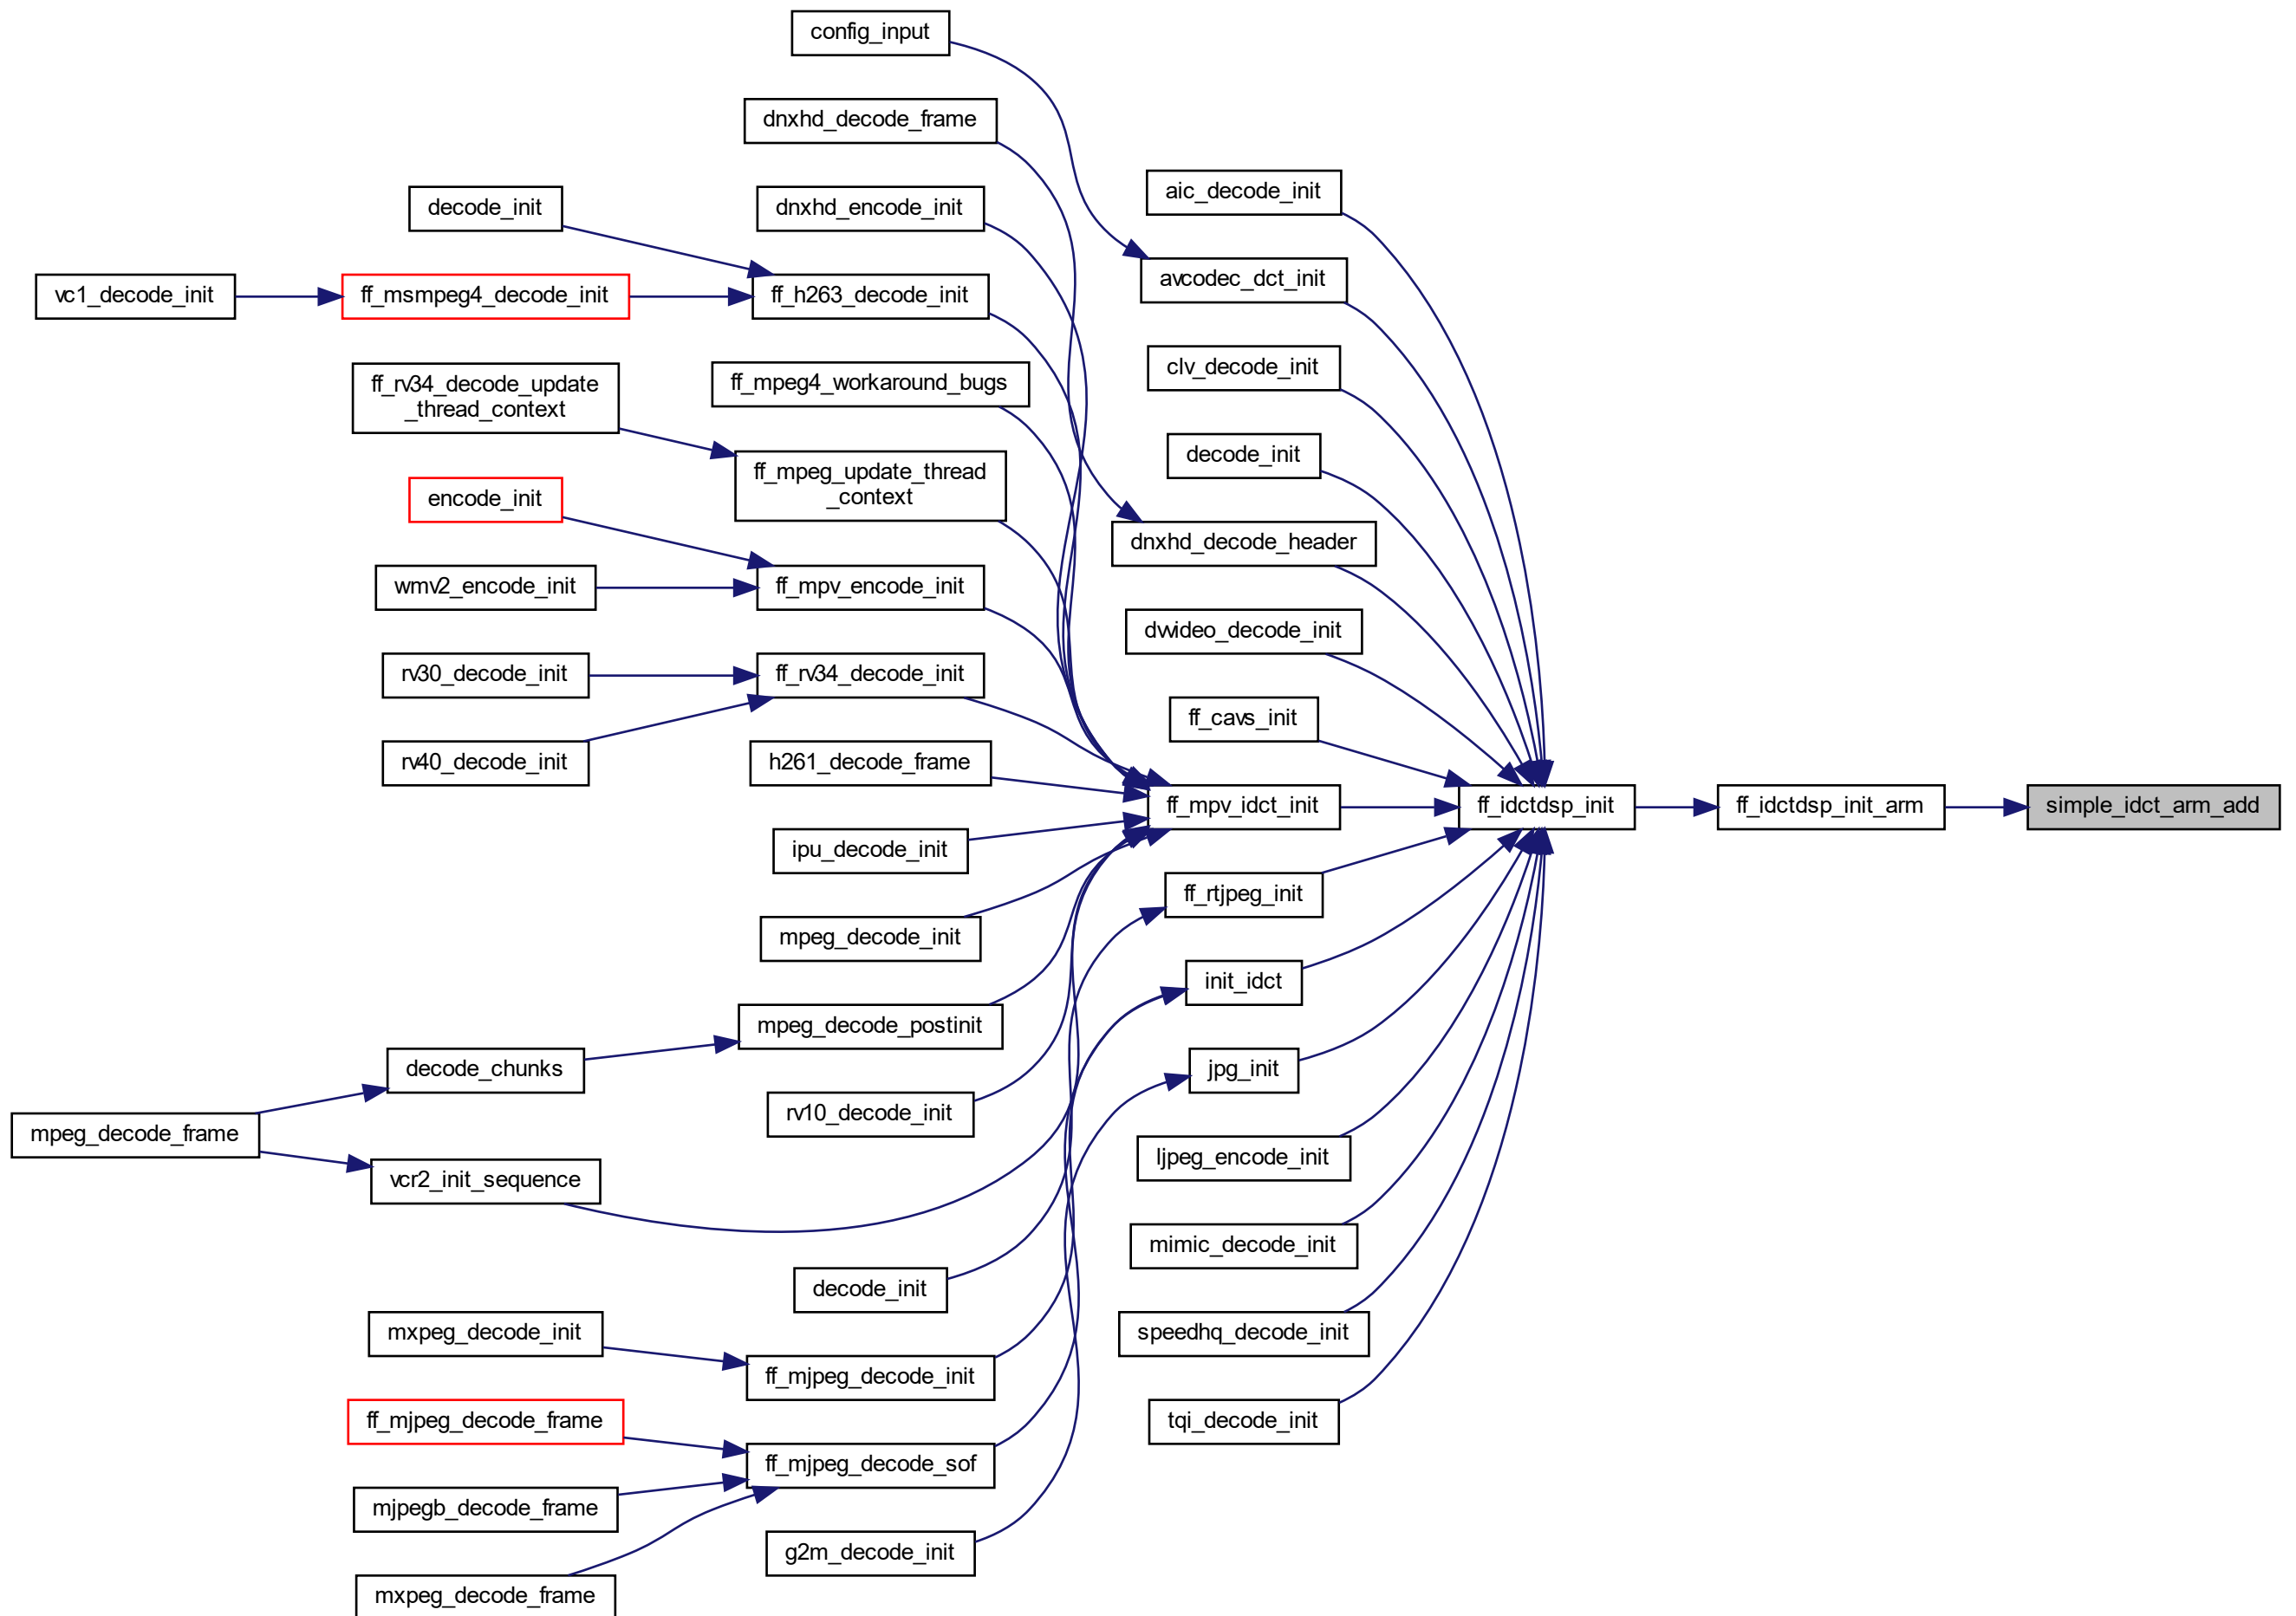 config_input
dnxhd_decode_frame
aic_decode_init
decode_init
dnxhd_encode_init
avcodec_dct_init
vc1_decode_init
ff_msmpeg4_decode_init
ff_h263_decode_init
clv_decode_init
ff_rv34_decode_update
_thread_context
ff_mpeg4_workaround_bugs
decode_init
ff_mpeg_update_thread
_context
encode_init
dnxhd_decode_header
wmv2_encode_init
ff_mpv_encode_init
dwvideo_decode_init
rv30_decode_init
ff_rv34_decode_init
ff_cavs_init
rv40_decode_init
h261_decode_frame
ff_mpv_idct_init
ff_idctdsp_init
ff_idctdsp_init_arm
simple_idct_arm_add
ipu_decode_init
ff_rtjpeg_init
mpeg_decode_init
init_idct
mpeg_decode_postinit
decode_chunks
jpg_init
rv10_decode_init
mpeg_decode_frame
ljpeg_encode_init
vcr2_init_sequence
mimic_decode_init
decode_init
mxpeg_decode_init
speedhq_decode_init
ff_mjpeg_decode_init
ff_mjpeg_decode_frame
tqi_decode_init
ff_mjpeg_decode_sof
mjpegb_decode_frame
g2m_decode_init
mxpeg_decode_frame